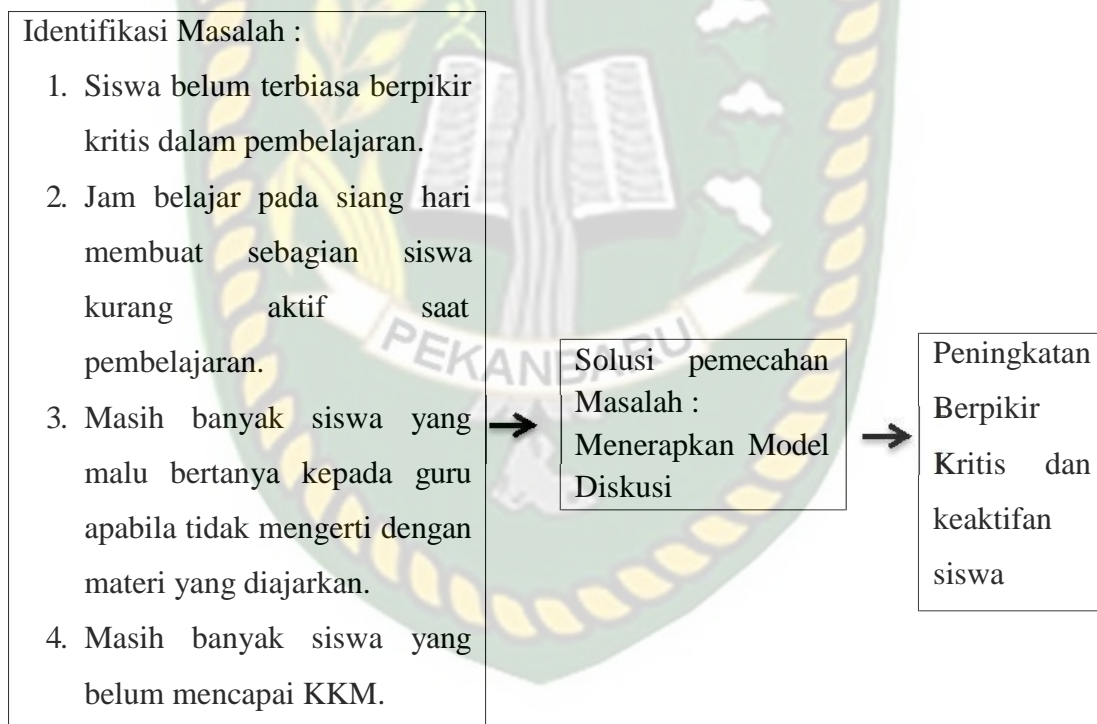 Identifikasi Masalah :
1. Siswa belum terbiasa berpikir
kritis dalam pembelajaran.
2. Jam belajar pada siang hari
membuat sebagian siswa
kurang aktif saat
pembelajaran.
3. Masih banyak siswa yang
malu bertanya kepada guru
apabila tidak mengerti dengan
materi yang diajarkan.
4. Masih banyak siswa yang
belum mencapai KKM.
PEKANBARU
Solusi pemecahan
Masalah :
Menerapkan Model
Diskusi
Peningkatan
Berpikir
Kritis dan
keaktifan
siswa